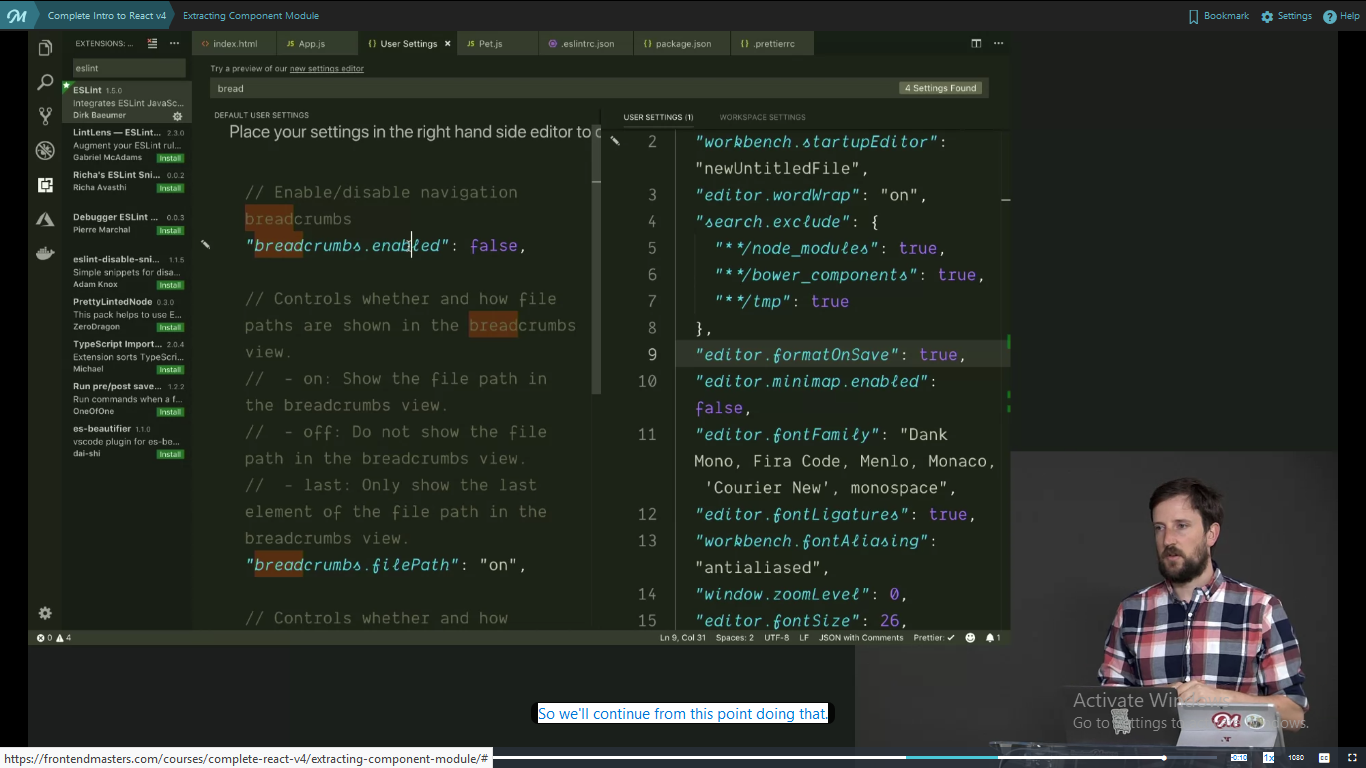 Complete Intro to React v4
Extracting Component Module
Bookmark
Settings
Help
EXTENSIONS: ...
index.html
App.js
User Settings
Pet.js
.eslintrc.json
package.json
.prettierrc
eslint
ESLint 1.5.0
Integrates ESLint JavaSc...
Dirk Baeumer
LintLens — ESLint... 2.3.0
Augment your ESLint rul...
Gabriel McAdams Install
Richa's ESLint Sni... 0.0.2
Richa Avasthi Install
Debugger ESLint ... 0.0.3
Pierre Marchal Install
eslint-disable-sni... 1.1.5
Simple snippets for disa...
Adam Knox Install
PrettyLintedNode 0.3.0
This pack helps to use E...
ZeroDragon Install
TypeScript Import... 2.0.4
Extension sorts TypeScri...
Michael Install
Run pre/post save... 1.2.2
Run commands when a f...
OneOfOne Install
es-beautifier 1.1.0
vscode plugin for es-be...
dai-shi Install
Try a preview of our new settings editor
bread
4 Settings Found
DEFAULT USER SETTINGS
Place your settings in the right hand side editor to o
// Enable/disable navigation
breadcrumbs
"breadcrumbs.enabled": false,
// Controls whether and how file
paths are shown in the breadcrumbs
view.
// - on: Show the file path in
the breadcrumbs view.
// - off: Do not show the file
path in the breadcrumbs view.
// - last: Only show the last
element of the file path in the
breadcrumbs view.
"breadcrumbs.filePath": "on",
// Controls whether and how
USER SETTINGS (1)
WORKSPACE SETTINGS
2 "workbench.startupEditor":
"newUntitledFile",
3 "editor.wordWrap": "on",
4 "search.exclude": {
5 "**/node_modules": true,
6 "**/bower_components": true,
7 "**/tmp": true
8 },
9 "editor.formatOnSave": true,
10 "editor.minimap.enabled":
false,
11 "editor.fontFamily": "Dank
Mono, Fira Code, Menlo, Monaco,
'Courier New', monospace",
12 "editor.fontLigatures": true,
13 "workbench.fontAliasing":
"antialiased",
14 "window.zoomLevel": 0,
15 "editor.fontSize": 26,
0 4
Ln 9, Col 31
Spaces: 2
UTF-8
LF
JSON with Comments
Prettier: ✓
1
So we'll continue from this point doing that.
Activate Windows
Go to Settings to Windows.
https://frontendmasters.com/courses/complete-react-v4/extracting-component-module/#
-0:10
1x
1080
CC